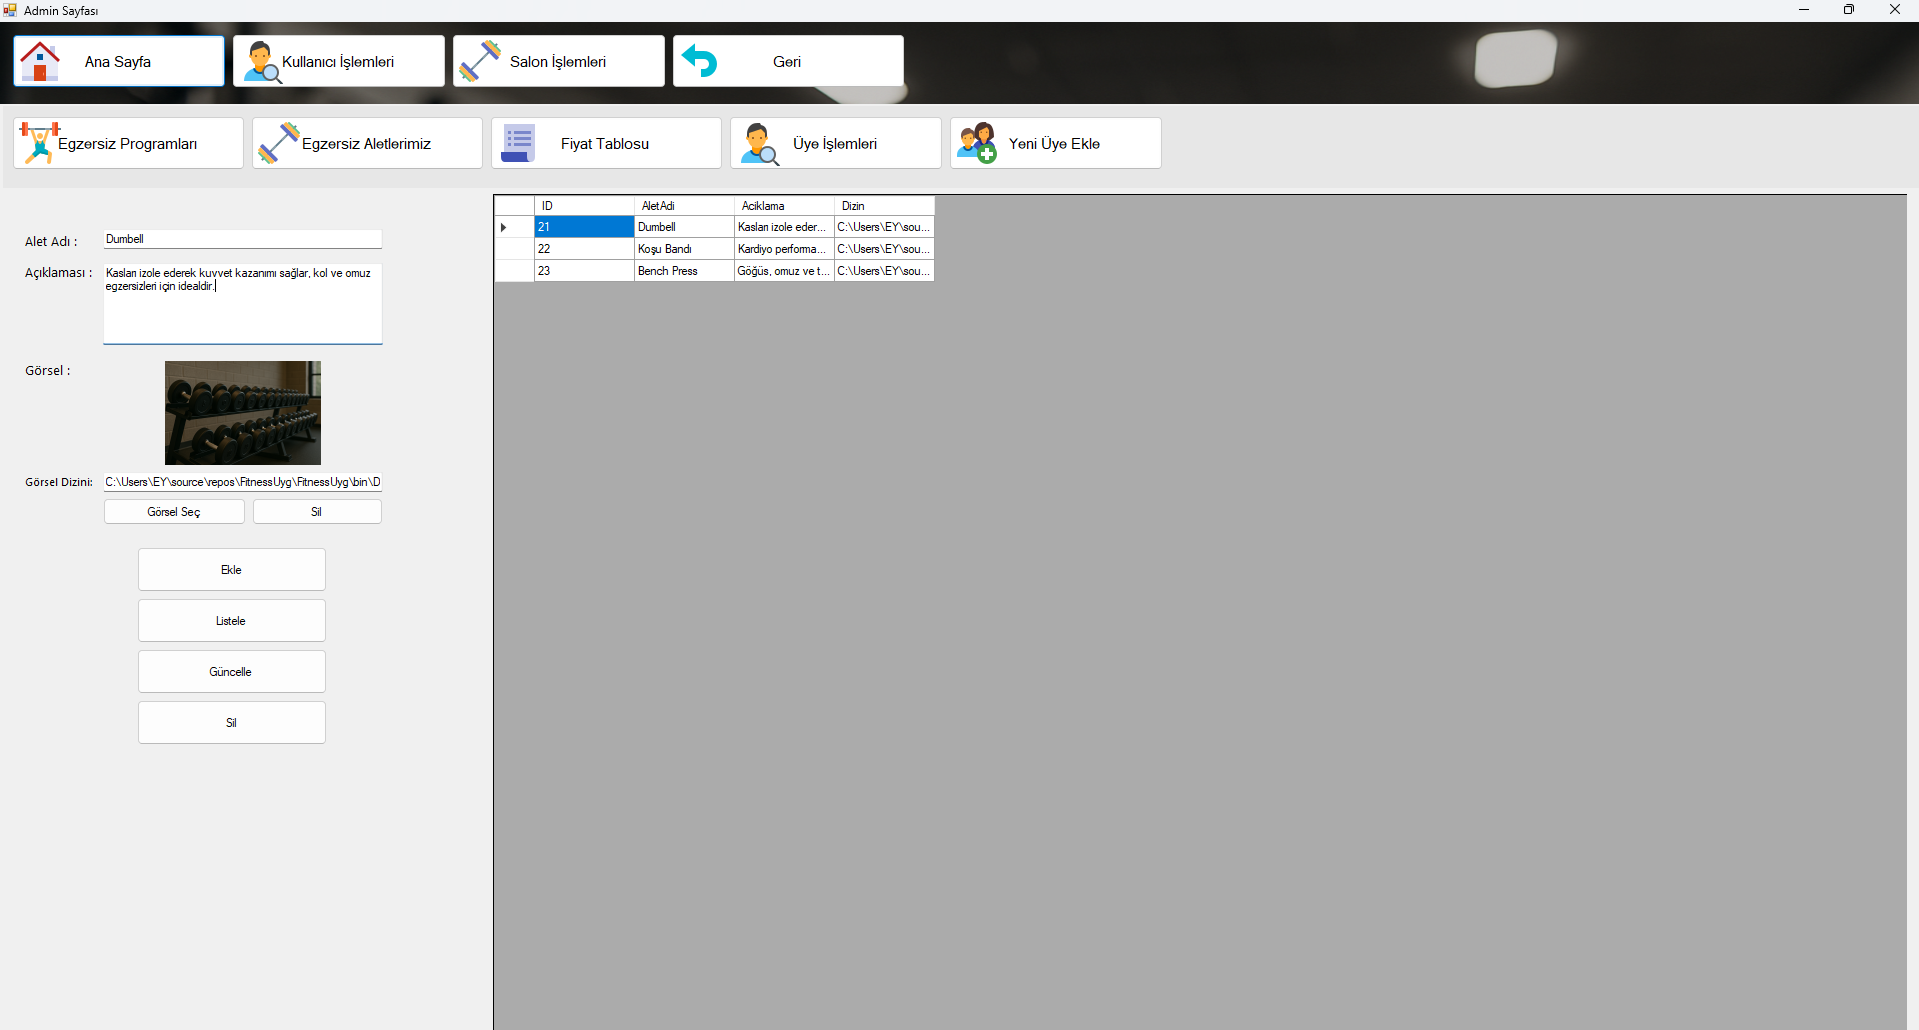 Admin Sayfası
Ana Sayfa
Kullanıcı İşlemleri
Salon İşlemleri
Geri
Egzersiz Programları
Egzersiz Aletlerimiz
Fiyat Tablosu
Üye İşlemleri
Yeni Üye Ekle
Alet Adı :
Dumbell
Açıklaması :
Kasları izole ederek kuvvet kazanımı sağlar, kol ve omuz
egzersizleri için idealdir.
Görsel :
Görsel Dizini:
C:\Users\EY\source\repos\FitnessUyg\FitnessUyg\bin\D
Görsel Seç
Sil
Ekle
Listele
Güncelle
Sil
ID AletAdi Aciklama Dizin
21 Dumbell Kasları izole eder... C:\Users\EY\sou...
22 Koşu Bandı Kardiyo performa... C:\Users\EY\sou...
23 Bench Press Göğüs, omuz ve t... C:\Users\EY\sou...